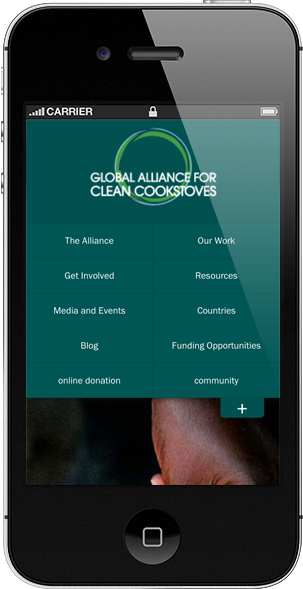 CARRIER
GLOBAL ALLIANCE FOR
CLEAN COOKSTOVES
The Alliance
Our Work
Get Involved
Resources
Media and Events
Countries
Blog
Funding Opportunities
online donation
community
+